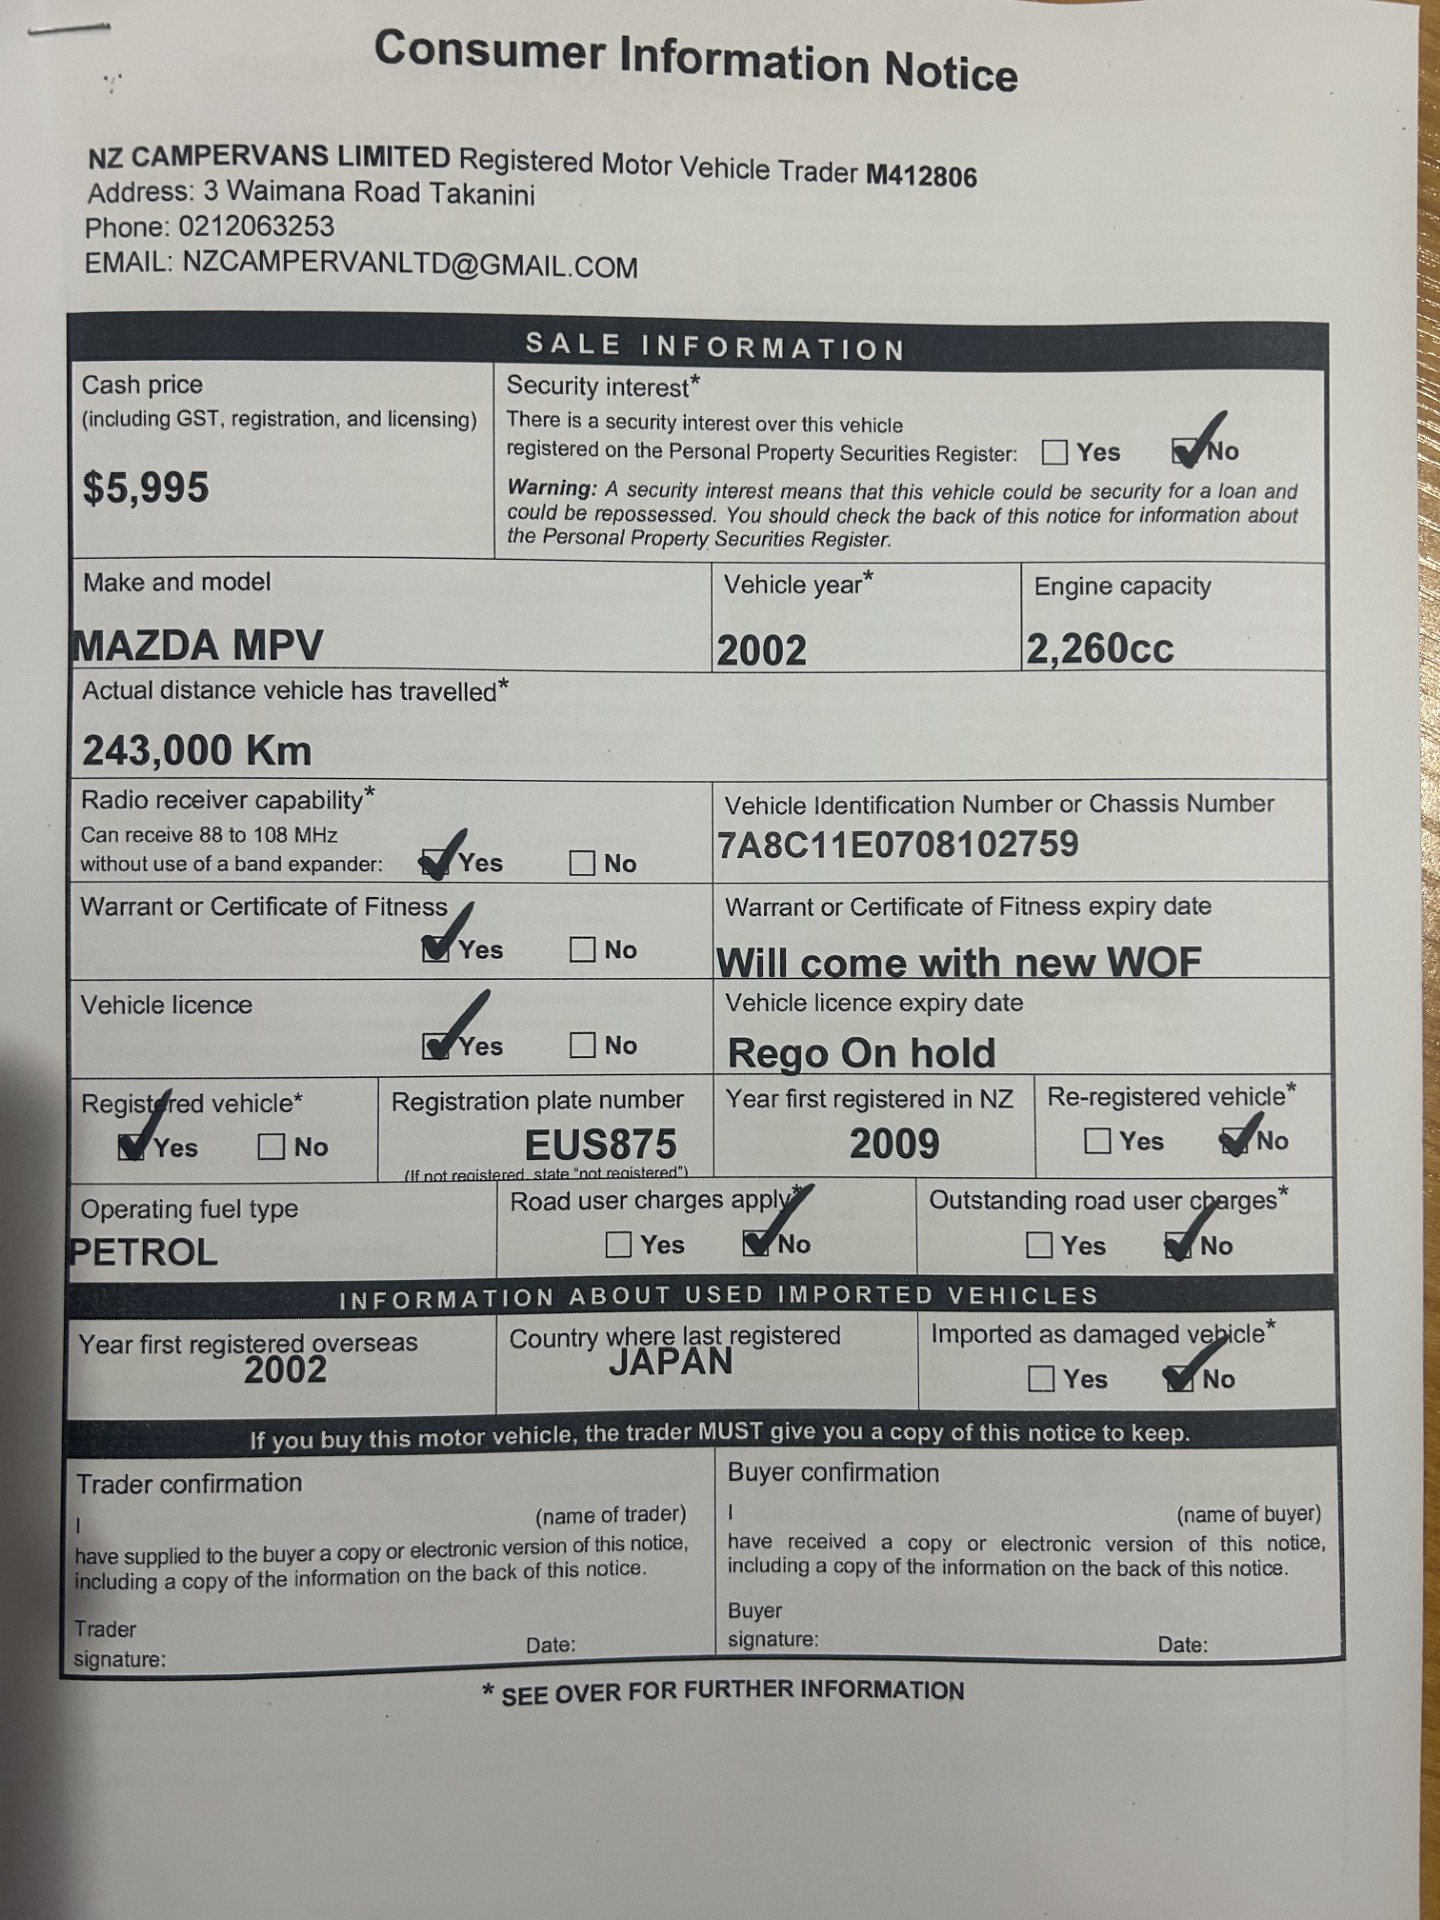 Consumer Information Notice
NZ CAMPERVANS LIMITED Registered Motor Vehicle Trader M412806
Address: 3 Waimana Road Takanini
Phone: 0212063253
EMAIL: NZCAMPERVANLTD@GMAIL.COM
SALE INFORMATION
Cash price
(including GST, registration, and licensing)
$5,995
Security interest*
There is a security interest over this vehicle
registered on the Personal Property Securities Register: Yes No
Warning: A security interest means that this vehicle could be security for a loan and
could be repossessed. You should check the back of this notice for information about
the Personal Property Securities Register.
Make and model
MAZDA MPV
Vehicle year*
2002
Engine capacity
2,260cc
Actual distance vehicle has travelled*
243,000 Km
Radio receiver capability*
Can receive 88 to 108 MHz
without use of a band expander: Yes No
Vehicle Identification Number or Chassis Number
7A8C11E0708102759
Warrant or Certificate of Fitness
Yes No
Warrant or Certificate of Fitness expiry date
Will come with new WOF
Vehicle licence
Yes No
Vehicle licence expiry date
Rego On hold
Registered vehicle*
Yes No
Registration plate number
EUS875
(If not registered, state "not registered")
Year first registered in NZ
2009
Re-registered vehicle*
Yes No
Operating fuel type
PETROL
Road user charges apply*
Yes No
Outstanding road user charges*
Yes No
INFORMATION ABOUT USED IMPORTED VEHICLES
Year first registered overseas
2002
Country where last registered
JAPAN
Imported as damaged vehicle*
Yes No
If you buy this motor vehicle, the trader MUST give you a copy of this notice to keep.
Trader confirmation
I (name of trader)
have supplied to the buyer a copy or electronic version of this notice,
including a copy of the information on the back of this notice.
Trader
signature: Date:
Buyer confirmation
I (name of buyer)
have received a copy or electronic version of this notice,
including a copy of the information on the back of this notice.
Buyer
signature: Date:
* SEE OVER FOR FURTHER INFORMATION